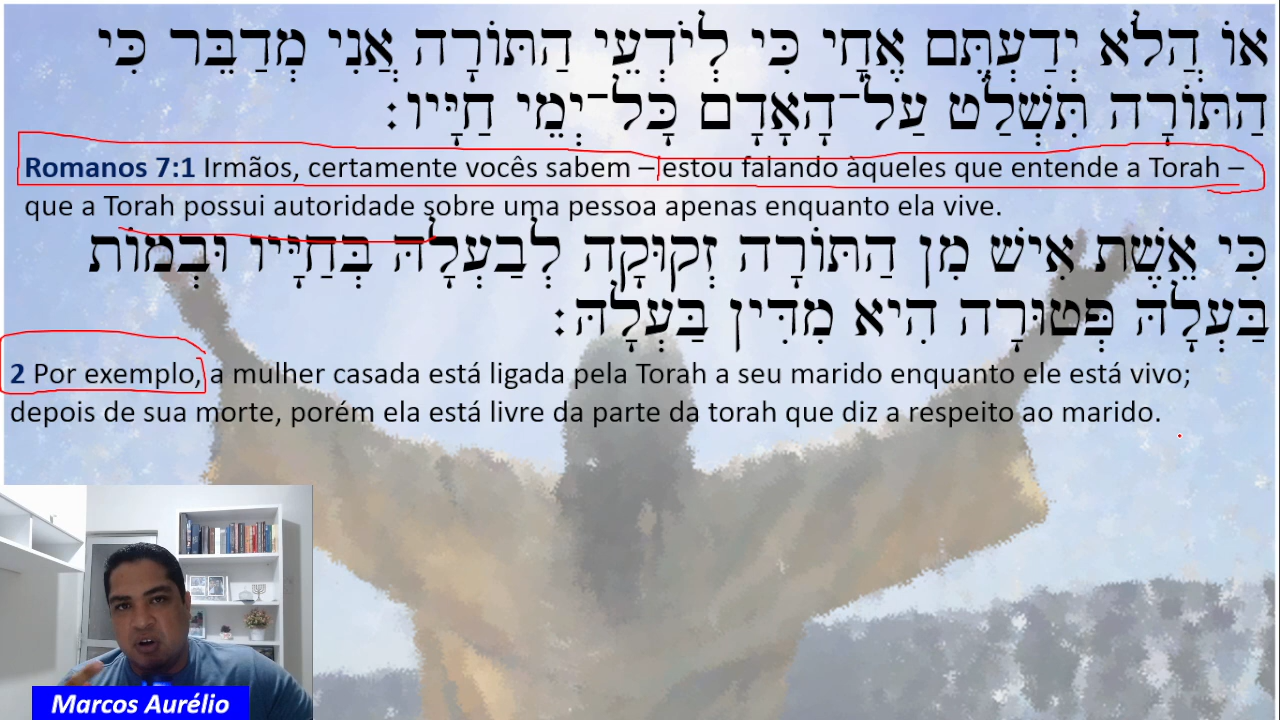 אוֹ הֲלֹא יְדַעְתֶּם אֶחָי כִּי לְיֹדְעֵי הַתּוֹרָה אֲנִי מְדַבֵּר כִּי
הַתּוֹרָה תִּשְׁלַט עַל־הָאָדָם כָּל־יְמֵי חַיָּיו׃
Romanos 7:1 Irmãos, certamente vocês sabem – estou falando àqueles que entende a Torah –
que a Torah possui autoridade sobre uma pessoa apenas enquanto ela vive.
כִּי אֵשֶׁת אִישׁ מִן הַתּוֹרָה זְקוּקָה לְבַעְלָהּ בְּחַיָּיו וּבְמוֹת
בַּעְלָהּ פְּטוּרָה הִיא מִדִּין בַּעְלָהּ׃
2 Por exemplo, a mulher casada está ligada pela Torah a seu marido enquanto ele está vivo;
depois de sua morte, porém ela está livre da parte da torah que diz a respeito ao marido.
Marcos Aurélio